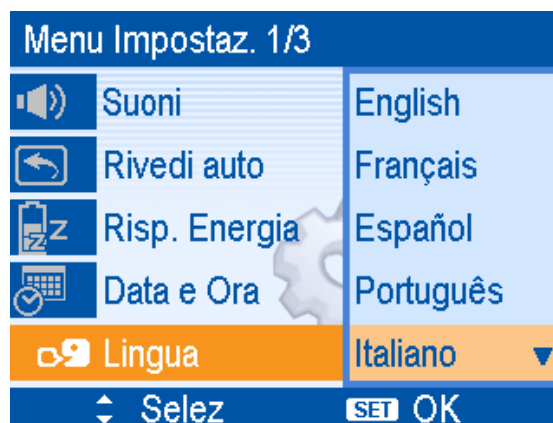 Menu Impostaz. 1/3
Suoni
English
Rivedi auto
Français
Risp. Energia
Español
Data e Ora
Português
Lingua
Italiano
Selez
SET OK